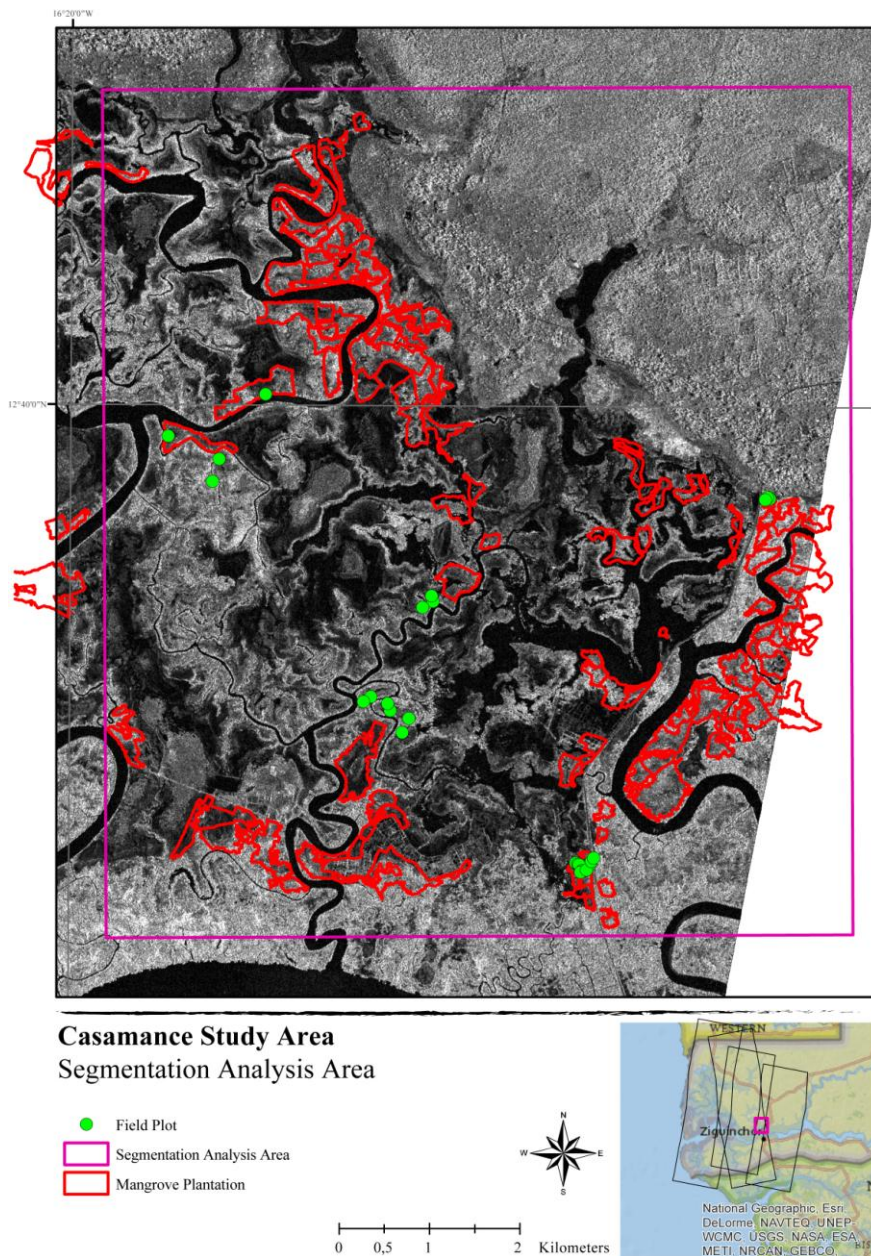 16°20'0"W
12°40'0"N
Casamance Study Area
Segmentation Analysis Area
Field Plot
Segmentation Analysis Area
Mangrove Plantation
N
W
E
S
0 0,5 1 2 Kilometers
WESTERN
Ziguinchor
National Geographic, Esri,
DeLorme, NAVTEQ, UNEP-
WCMC, USGS, NASA, ESA,
METI, NRCAN, GEBCO,